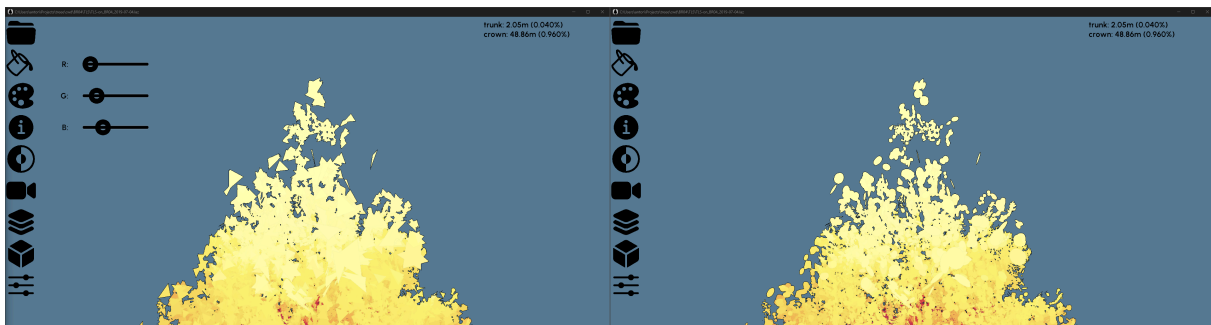 trunk: 2.05m (0.040%)
crown: 48.86m (0.960%)
R:
G:
B:
trunk: 2.05m (0.040%)
crown: 48.86m (0.960%)